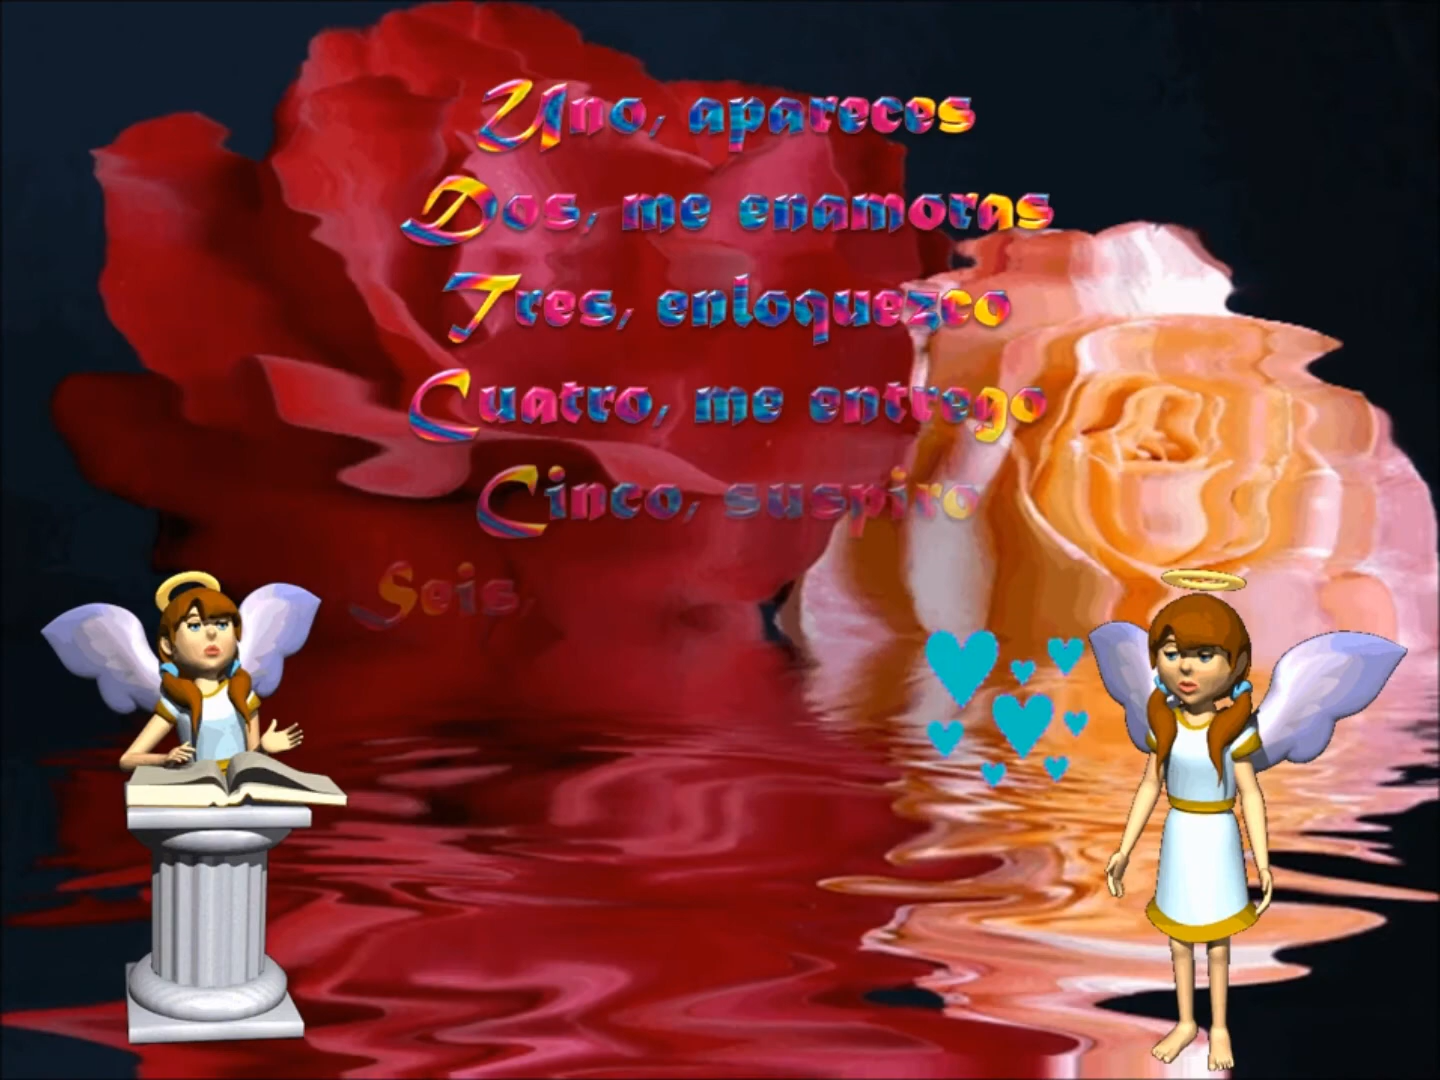 Uno, apareces
Dos, me enamoras
Tres, enloquezco
Cuatro, me entrego
Cinco, suspiro
Seis,